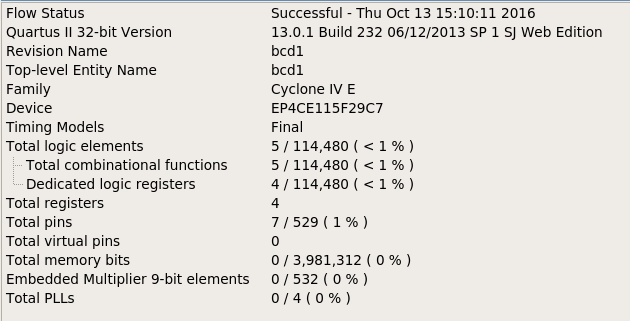 Flow Status Successful - Thu Oct 13 15:10:11 2016
Quartus II 32-bit Version 13.0.1 Build 232 06/12/2013 SP 1 SJ Web Edition
Revision Name bcd1
Top-level Entity Name bcd1
Family Cyclone IV E
Device EP4CE115F29C7
Timing Models Final
Total logic elements 5 / 114,480 ( < 1 % )
Total combinational functions 5 / 114,480 ( < 1 % )
Dedicated logic registers 4 / 114,480 ( < 1 % )
Total registers 4
Total pins 7 / 529 ( 1 % )
Total virtual pins 0
Total memory bits 0 / 3,981,312 ( 0 % )
Embedded Multiplier 9-bit elements 0 / 532 ( 0 % )
Total PLLs 0 / 4 ( 0 % )